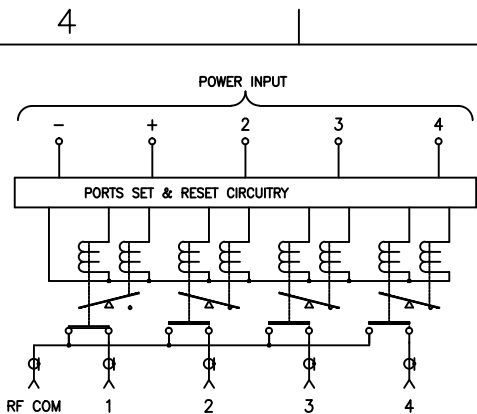 4
POWER INPUT
- + 2 3 4
PORTS SET & RESET CIRCUITRY
RF COM 1 2 3 4